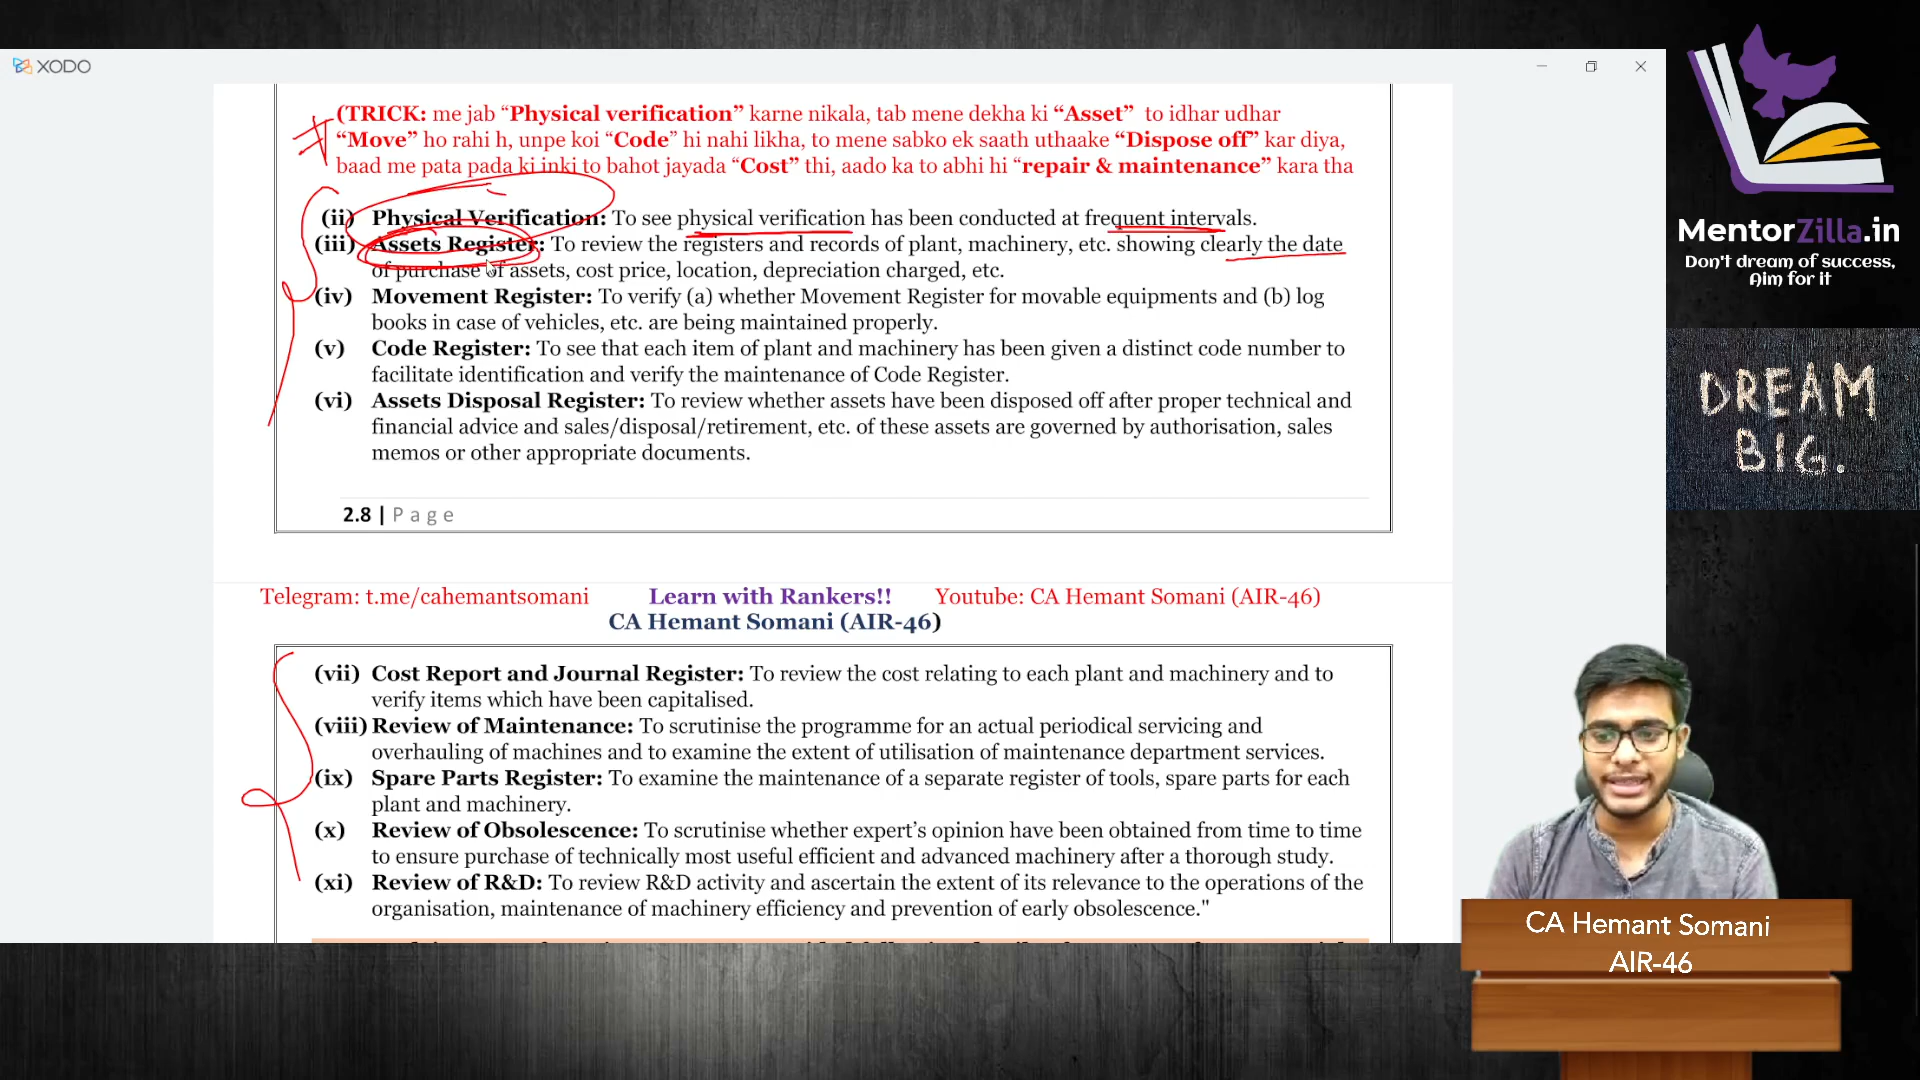 XODO
(TRICK: me jab “Physical verification” karne nikala, tab mene dekha ki “Asset” to idhar udhar
“Move” ho rahi h, unpe koi “Code” hi nahi likha, to mene sabko ek saath uthaake “Dispose off” kar diya,
baad me pata pada ki inki to bahot jayada “Cost” thi, aado ka to abhi hi “repair & maintenance” kara tha
(ii) Physical Verification: To see physical verification has been conducted at frequent intervals.
(iii) Assets Register: To review the registers and records of plant, machinery, etc. showing clearly the date
of purchase of assets, cost price, location, depreciation charged, etc.
(iv) Movement Register: To verify (a) whether Movement Register for movable equipments and (b) log
books in case of vehicles, etc. are being maintained properly.
(v) Code Register: To see that each item of plant and machinery has been given a distinct code number to
facilitate identification and verify the maintenance of Code Register.
(vi) Assets Disposal Register: To review whether assets have been disposed off after proper technical and
financial advice and sales/disposal/retirement, etc. of these assets are governed by authorisation, sales
memos or other appropriate documents.
2.8 | Page
Telegram: t.me/cahemantsomani Learn with Rankers!! Youtube: CA Hemant Somani (AIR-46)
CA Hemant Somani (AIR-46)
(vii) Cost Report and Journal Register: To review the cost relating to each plant and machinery and to
verify items which have been capitalised.
(viii) Review of Maintenance: To scrutinise the programme for an actual periodical servicing and
overhauling of machines and to examine the extent of utilisation of maintenance department services.
(ix) Spare Parts Register: To examine the maintenance of a separate register of tools, spare parts for each
plant and machinery.
(x) Review of Obsolescence: To scrutinise whether expert’s opinion have been obtained from time to time
to ensure purchase of technically most useful efficient and advanced machinery after a thorough study.
(xi) Review of R&D: To review R&D activity and ascertain the extent of its relevance to the operations of the
organisation, maintenance of machinery efficiency and prevention of early obsolescence."
MentorZilla.in
Don't dream of success,
Aim for it
DREAM
BIG.
CA Hemant Somani
AIR-46